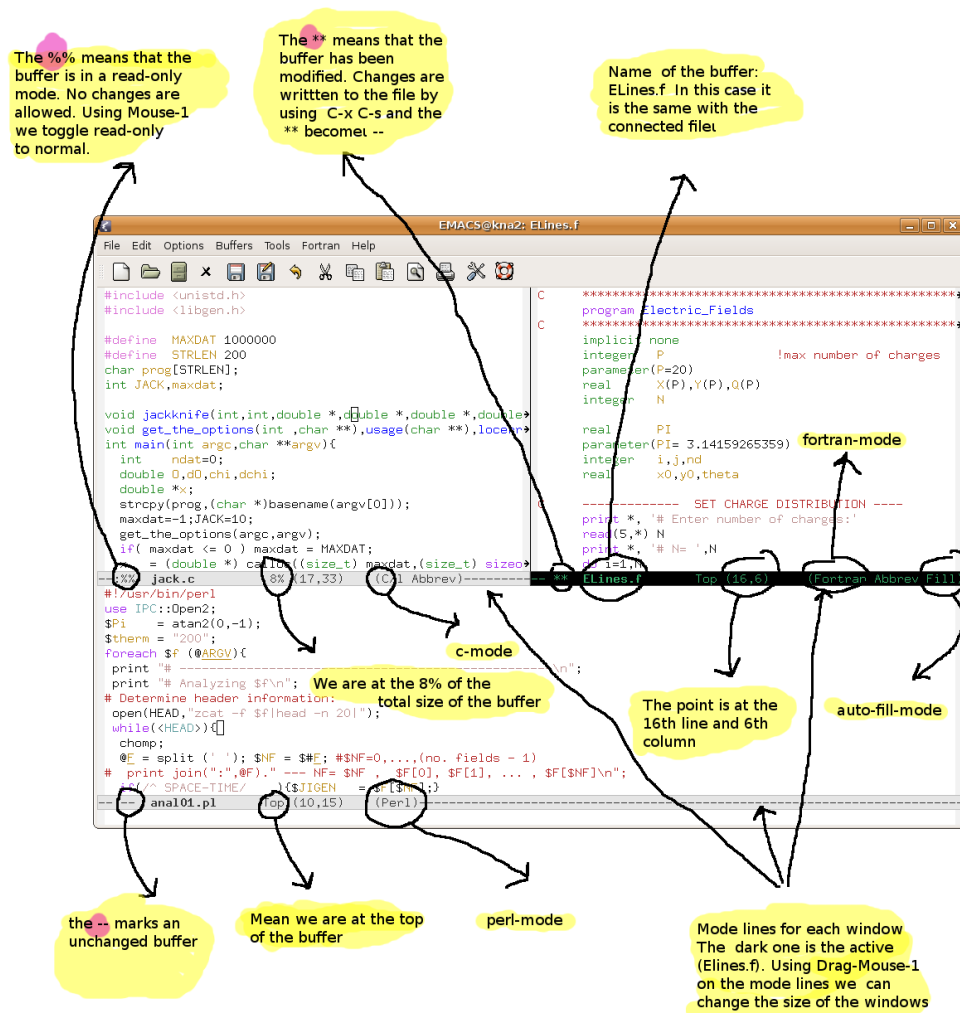 The %% means that the
buffer is in a read-only
mode. No changes are
allowed. Using Mouse-1
we toggle read-only
to normal.
The ** means that the
buffer has been
modified. Changes are
writtten to the file by
using C-x C-s and the
** become --
Name of the buffer:
ELines.f In this case it
is the same with the
connected file
EMACS@kna2: ELines.f
File Edit Options Buffers Tools Fortran Help
#include <unistd.h>
#include <libgen.h>
#define MAXDAT 1000000
#define STRLEN 200
char prog[STRLEN];
int JACK,maxdat;
void jackknife(int,int,double *,double *,double *,double
void get_the_options(int ,char **),usage(char **),locerr
int main(int argc,char **argv){
int ndat=0;
double O,dO,chi,dchi;
double *x;
strcpy(prog,(char *)basename(argv[0]));
maxdat=-1;JACK=10;
get_the_options(argc,argv);
if( maxdat <= 0 ) maxdat = MAXDAT;
= (double *) calloc((size_t) maxdat,(size_t) sizeo
--:%% jack.c 8% (17,33) (C/l Abbrev)--------------------
C ***************************************************
program Electric_Fields
C ***************************************************
implicit none
integer P !max number of charges
parameter(P=20)
real X(P),Y(P),Q(P)
integer N
real PI
parameter(PI= 3.14159265359)
integer i,j,nd
real x0,y0,theta
C ------------- SET CHARGE DISTRIBUTION ----
print *, '# Enter number of charges:'
read(5,*) N
print *, '# N= ',N
do i=1,N
-- ** ELines.f Top (16,6) (Fortran Abbrev Fill)
fortran-mode
#!/usr/bin/perl
use IPC::Open2;
$Pi = atan2(0,-1);
$therm = "200";
foreach $f (@ARGV){
print "# --------------------------------------------------\n";
print "# Analyzing $f\n";
# Determine header information:
open(HEAD,"zcat -f $f|head -n 20|");
while(<HEAD>){
chomp;
@F = split (' '); $NF = $#F; #$NF=0,...,(no. fields - 1)
# print join(":",@F)." --- NF= $NF , $F[0], $F[1], ... , $F[$NF]\n";
if(/^ SPACE-TIME/ ){$JIGEN = $F[$NF];}
-- -- anal01.pl Top (10,15) (Perl)--------------------
c-mode
We are at the 8% of the
total size of the buffer
The point is at the
16th line and 6th
column
auto-fill-mode
the -- marks an
unchanged buffer
Mean we are at the top
of the buffer
perl-mode
Mode lines for each window
The dark one is the active
(Elines.f). Using Drag-Mouse-1
on the mode lines we can
change the size of the windows